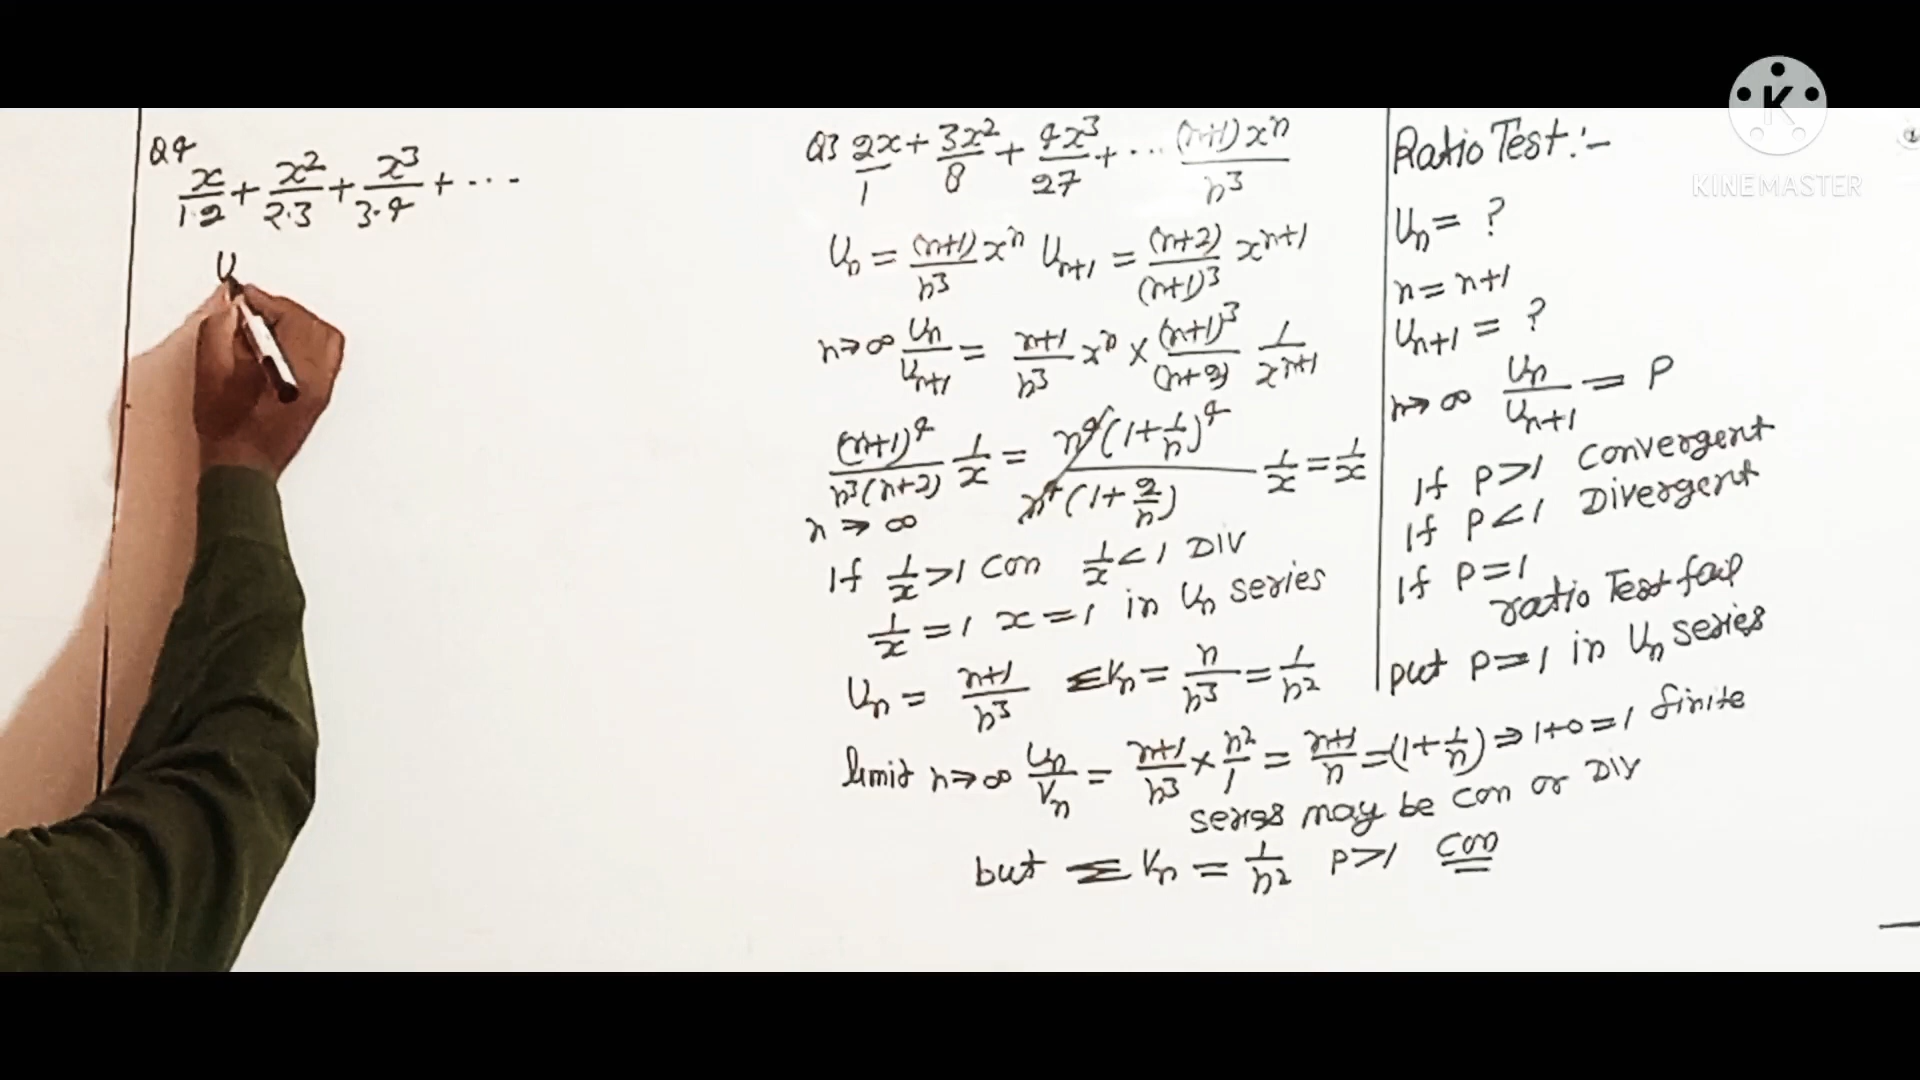 Q4
x/1·2 + x²/2·3 + x³/3·4 + ...
U
Q3 2x/1 + 3x²/8 + 4x³/27 + ... (n+1)xⁿ/n³
Uₙ = (n+1)/n³ xⁿ Uₙ₊₁ = (n+2)/(n+1)³ xⁿ⁺¹
n→∞ Uₙ/Uₙ₊₁ = n+1/n³ xⁿ × (n+1)³/(n+2) 1/xⁿ⁺¹
(n+1)⁴/n³(n+2) 1/x = n⁴(1+1/n)⁴/n⁴(1+2/n) 1/x = 1/x
n→∞
If 1/x > 1 con 1/x < 1 DIV
1/x = 1 x = 1 in Uₙ series
Uₙ = n+1/n³ ΣVₙ = n/n³ = 1/n²
limit n→∞ Uₙ/Vₙ = n+1/n³ × n²/1 = n+1/n = (1+1/n) ⇒ 1+0 = 1 finite
series may be con or DIV
but ΣVₙ = 1/n² P>1 con
Ratio Test:-
Uₙ = ?
n = n+1
Uₙ₊₁ = ?
n→∞ Uₙ/Uₙ₊₁ = P
If P>1 Convergent
If P<1 Divergent
If P=1
ratio Test fail
put P=1 in Uₙ series
KINEMASTER